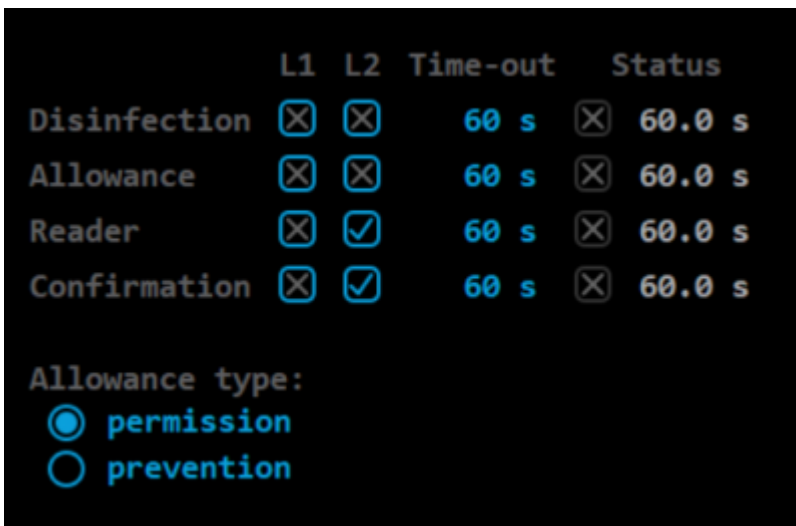 L1 L2 Time-out Status
Disinfection 60 s 60.0 s
Allowance 60 s 60.0 s
Reader 60 s 60.0 s
Confirmation 60 s 60.0 s
Allowance type:
permission
prevention